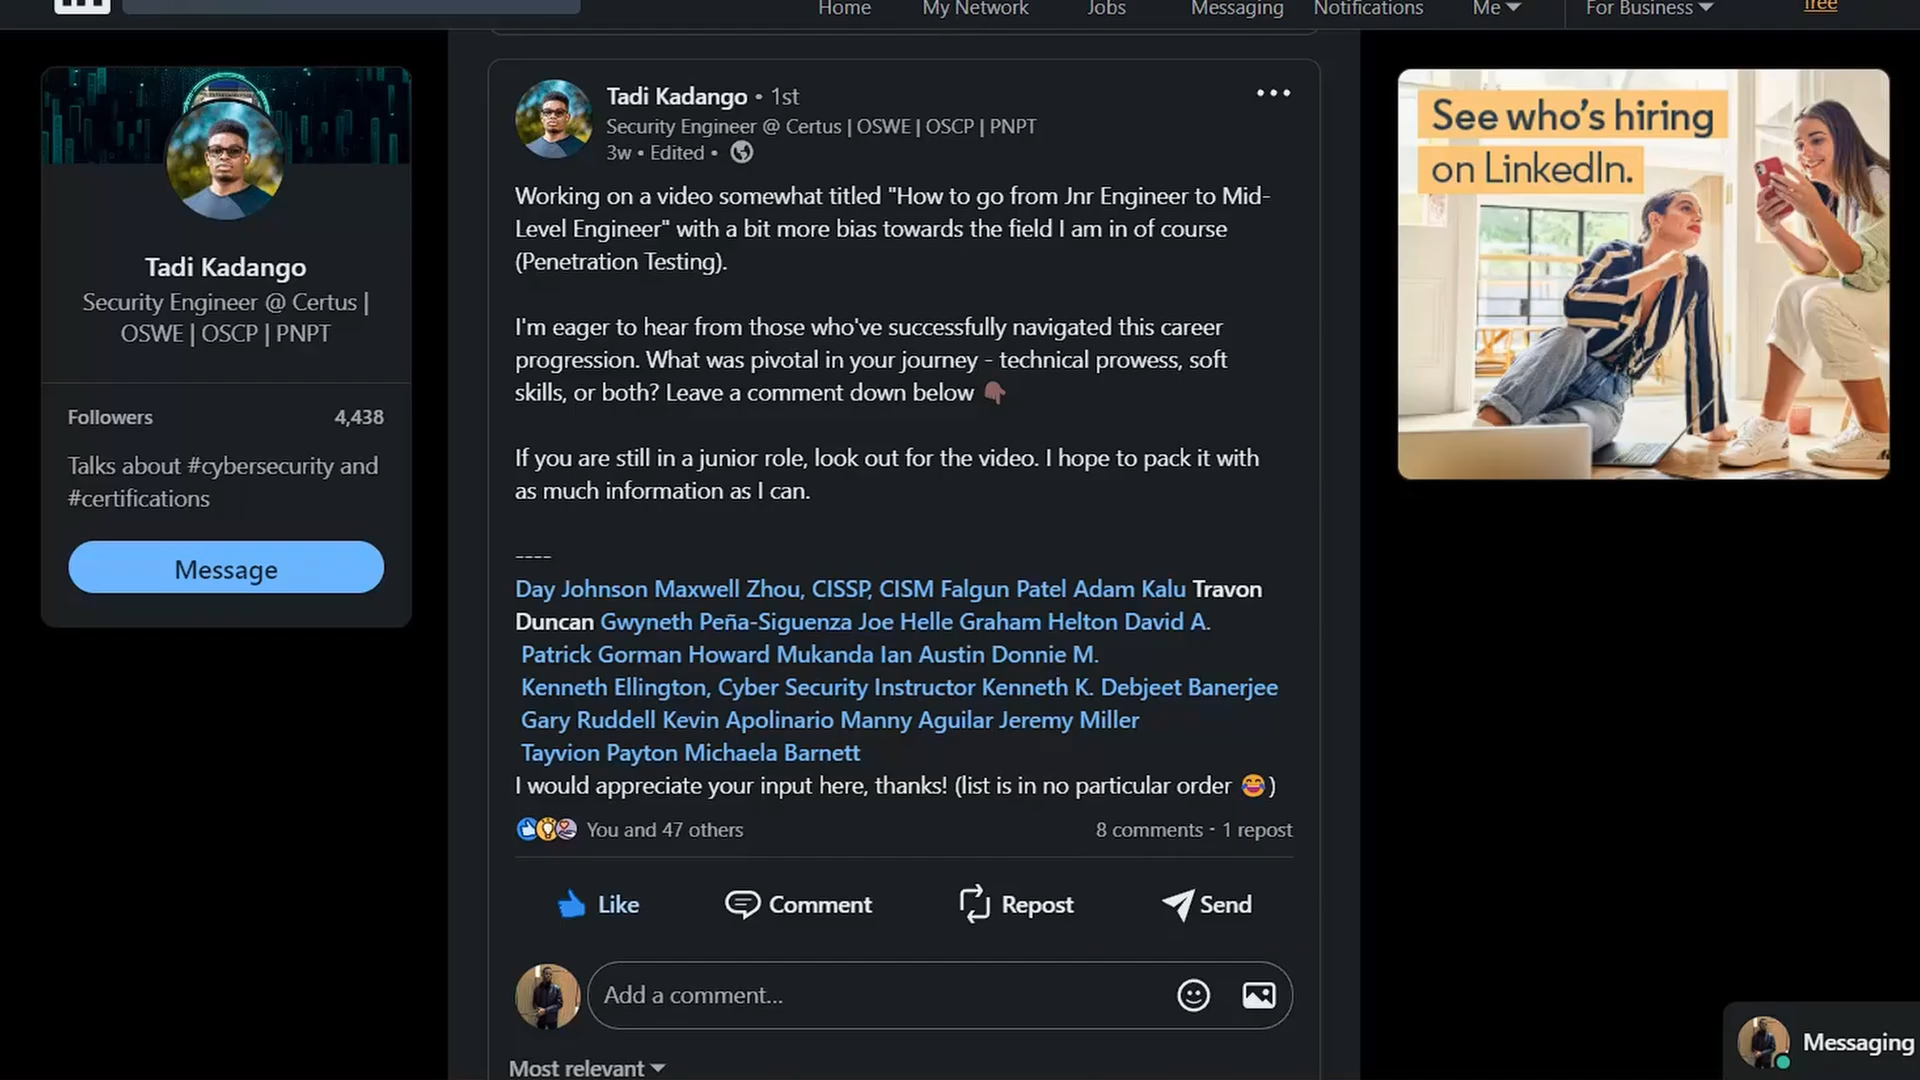 Home
My Network
Jobs
Messaging
Notifications
Me
For Business
free
Tadi Kadango
Security Engineer @ Certus |
OSWE | OSCP | PNPT
Followers 4,438
Talks about #cybersecurity and
#certifications
Message
Tadi Kadango • 1st
Security Engineer @ Certus | OSWE | OSCP | PNPT
3w • Edited •
Working on a video somewhat titled "How to go from Jnr Engineer to Mid-
Level Engineer" with a bit more bias towards the field I am in of course
(Penetration Testing).
I'm eager to hear from those who've successfully navigated this career
progression. What was pivotal in your journey - technical prowess, soft
skills, or both? Leave a comment down below 👇🏾
If you are still in a junior role, look out for the video. I hope to pack it with
as much information as I can.
----
Day Johnson Maxwell Zhou, CISSP, CISM Falgun Patel Adam Kalu Travon
Duncan Gwyneth Peña-Siguenza Joe Helle Graham Helton David A.
Patrick Gorman Howard Mukanda Ian Austin Donnie M.
Kenneth Ellington, Cyber Security Instructor Kenneth K. Debjeet Banerjee
Gary Ruddell Kevin Apolinario Manny Aguilar Jeremy Miller
Tayvion Payton Michaela Barnett
I would appreciate your input here, thanks! (list is in no particular order 😂)
You and 47 others
8 comments · 1 repost
Like
Comment
Repost
Send
Add a comment...
Most relevant
See who's hiring
on LinkedIn.
Messaging